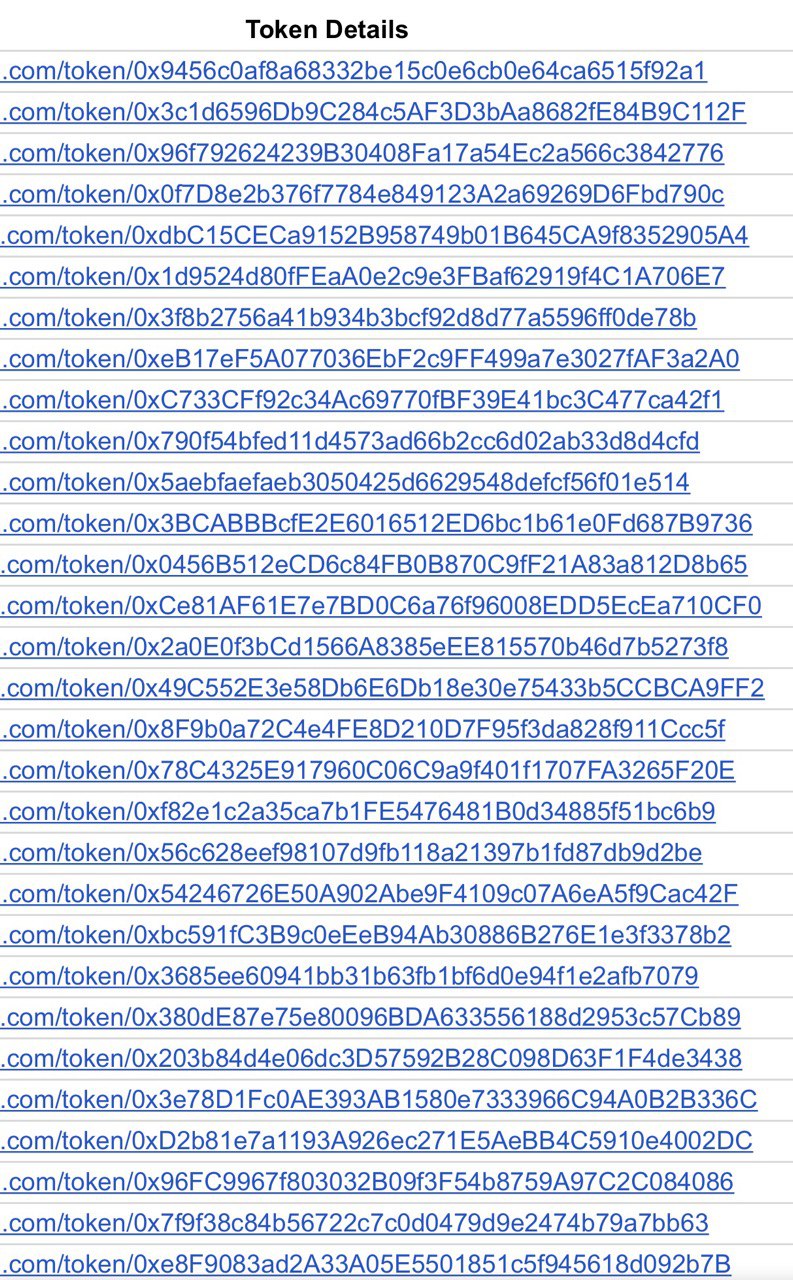 Token Details
.com/token/0x9456c0af8a68332be15c0e6cb0e64ca6515f92a1
.com/token/0x3c1d6596Db9C284c5AF3D3bAa8682fE84B9C112F
.com/token/0x96f792624239B30408Fa17a54Ec2a566c3842776
.com/token/0x0f7D8e2b376f7784e849123A2a69269D6Fbd790c
.com/token/0xdbC15CECa9152B958749b01B645CA9f8352905A4
.com/token/0x1d9524d80fFEaA0e2c9e3FBaf62919f4C1A706E7
.com/token/0x3f8b2756a41b934b3bcf92d8d77a5596ff0de78b
.com/token/0xeB17eF5A077036EbF2c9FF499a7e3027fAF3a2A0
.com/token/0xC733CFf92c34Ac69770fBF39E41bc3C477ca42f1
.com/token/0x790f54bfed11d4573ad66b2cc6d02ab33d8d4cfd
.com/token/0x5aebfaefaeb3050425d6629548defcf56f01e514
.com/token/0x3BCABBBcfE2E6016512ED6bc1b61e0Fd687B9736
.com/token/0x0456B512eCD6c84FB0B870C9fF21A83a812D8b65
.com/token/0xCe81AF61E7e7BD0C6a76f96008EDD5EcEa710CF0
.com/token/0x2a0E0f3bCd1566A8385eEE815570b46d7b5273f8
.com/token/0x49C552E3e58Db6E6Db18e30e75433b5CCBCA9FF2
.com/token/0x8F9b0a72C4e4FE8D210D7F95f3da828f911Ccc5f
.com/token/0x78C4325E917960C06C9a9f401f1707FA3265F20E
.com/token/0xf82e1c2a35ca7b1FE5476481B0d34885f51bc6b9
.com/token/0x56c628eef98107d9fb118a21397b1fd87db9d2be
.com/token/0x54246726E50A902Abe9F4109c07A6eA5f9Cac42F
.com/token/0xbc591fC3B9c0eEeB94Ab30886B276E1e3f3378b2
.com/token/0x3685ee60941bb31b63fb1bf6d0e94f1e2afb7079
.com/token/0x380dE87e75e80096BDA633556188d2953c57Cb89
.com/token/0x203b84d4e06dc3D57592B28C098D63F1F4de3438
.com/token/0x3e78D1Fc0AE393AB1580e7333966C94A0B2B336C
.com/token/0xD2b81e7a1193A926ec271E5AeBB4C5910e4002DC
.com/token/0x96FC9967f803032B09f3F54b8759A97C2C084086
.com/token/0x7f9f38c84b56722c7c0d0479d9e2474b79a7bb63
.com/token/0xe8F9083ad2A33A05E5501851c5f945618d092b7B